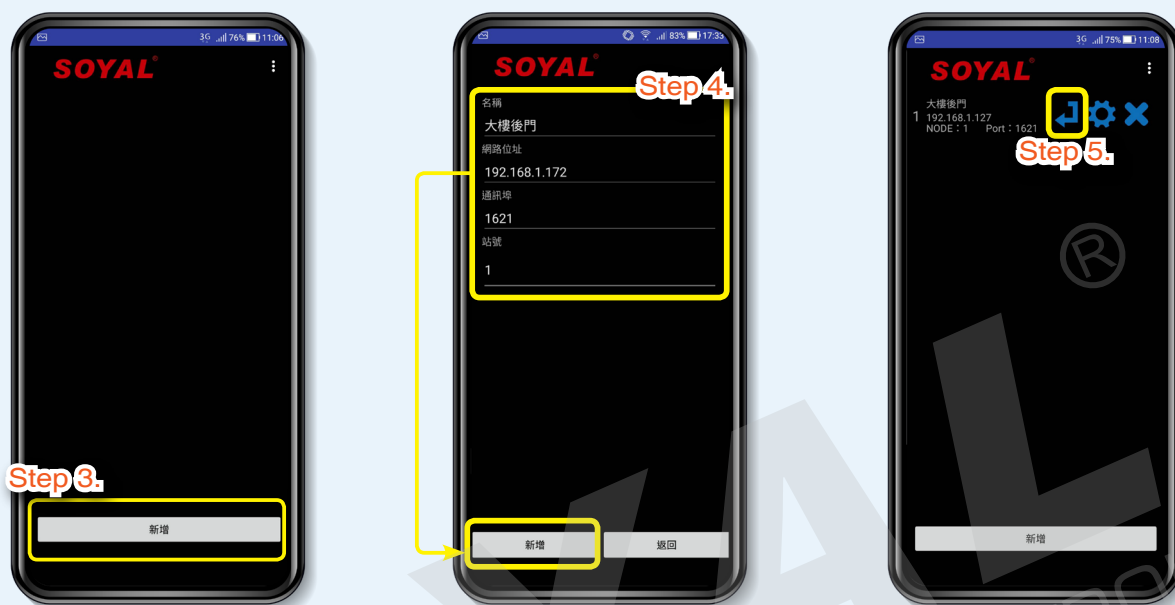 3G 76% 11:06
SOYAL®
Step 3.
新增
83% 17:33
SOYAL®
Step 4.
名稱
大樓後門
網路位址
192.168.1.172
通訊埠
1621
站號
1
新增
返回
3G 75% 11:08
SOYAL®
大樓後門
1 192.168.1.127
NODE：1 Port：1621
Step 5.
新增
®